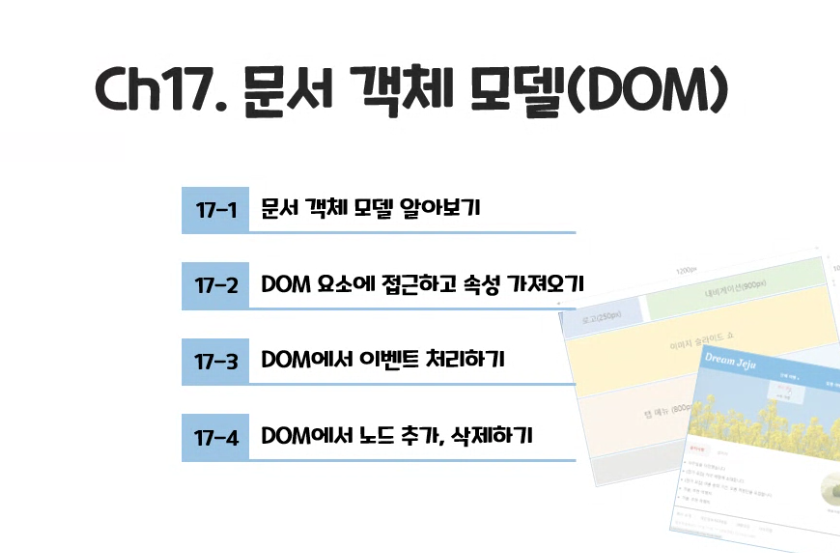 Ch17. 문서 객체 모델(DOM)
17-1 문서 객체 모델 알아보기
17-2 DOM 요소에 접근하고 속성 가져오기
17-3 DOM에서 이벤트 처리하기
17-4 DOM에서 노드 추가, 삭제하기
1200px
로고(250px)
내비게이션(900px)
이미지 슬라이드 쇼
Dream Jeju
탭 메뉴 (800px